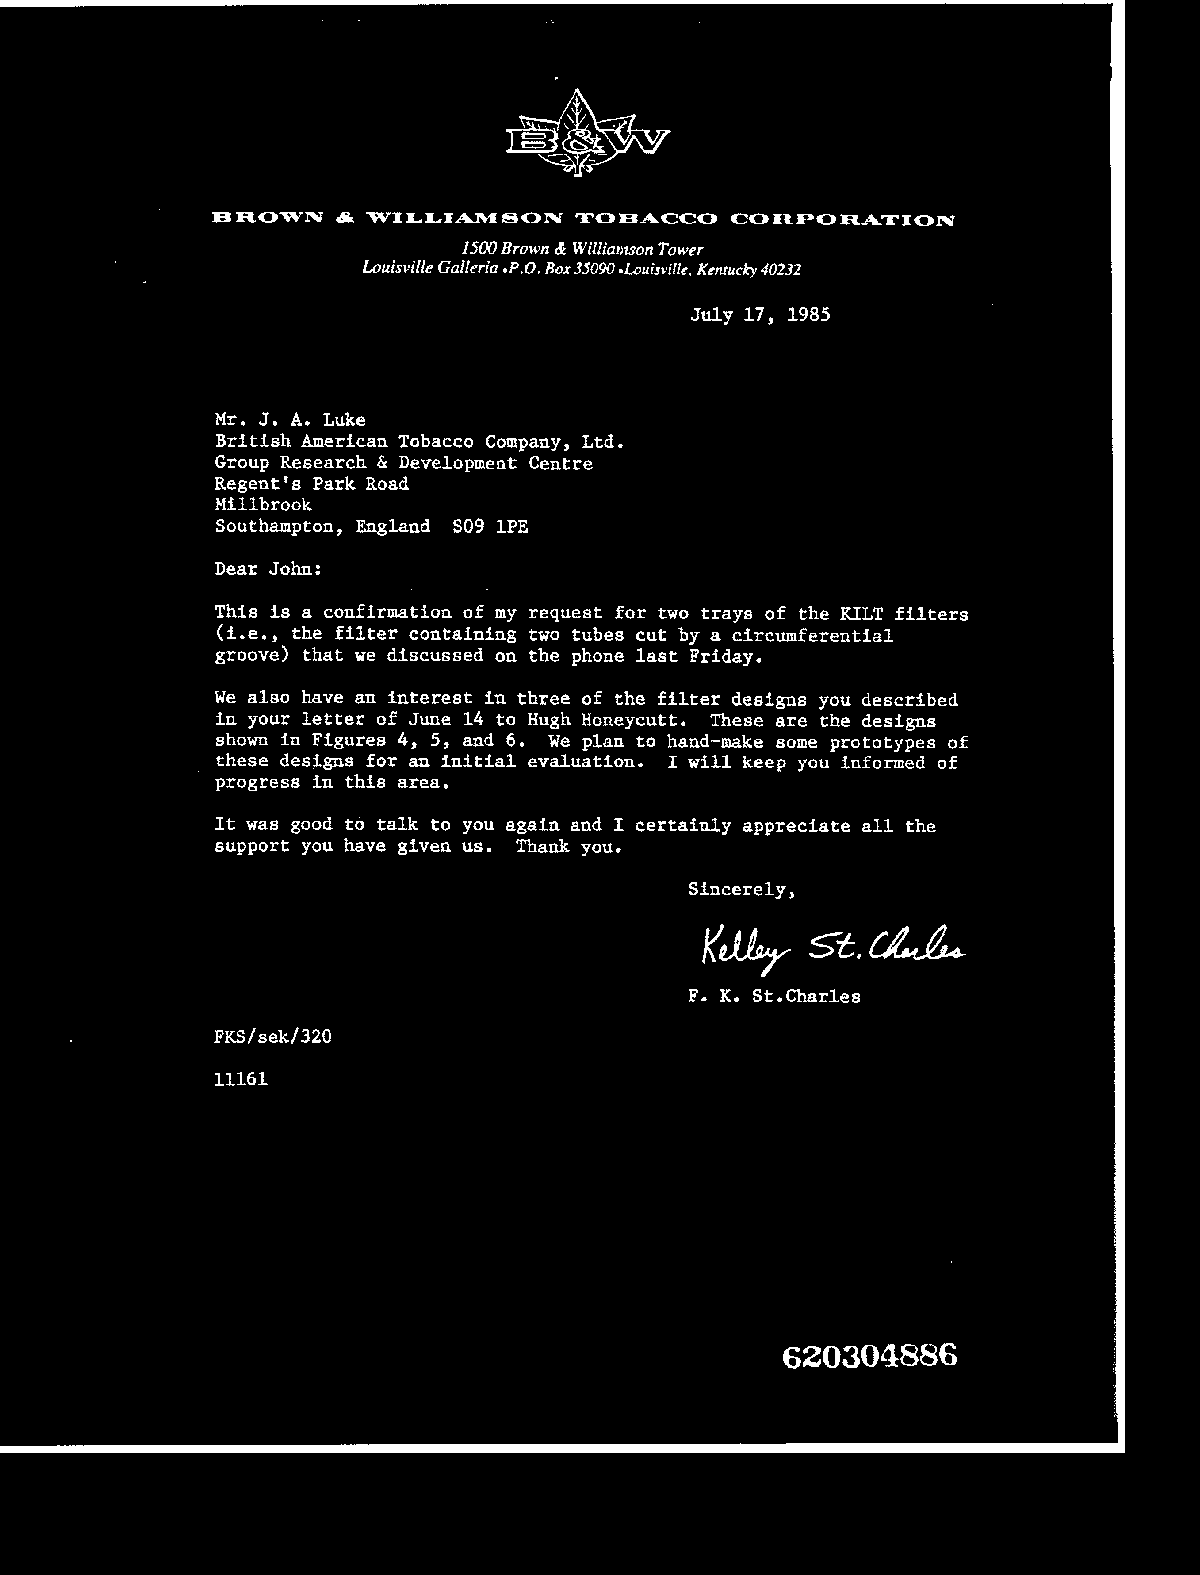 B&W
BROWN & WILLIAMSON TOBACCO CORPORATION
1500 Brown & Williamson Tower
Louisville Galleria • P.O. Box 35090 • Louisville, Kentucky 40232
July 17, 1985
Mr. J. A. Luke
British American Tobacco Company, Ltd.
Group Research & Development Centre
Regent's Park Road
Millbrook
Southampton, England  S09 1PE
Dear John:
This is a confirmation of my request for two trays of the KILT filters
(i.e., the filter containing two tubes cut by a circumferential
groove) that we discussed on the phone last Friday.
We also have an interest in three of the filter designs you described
in your letter of June 14 to Hugh Honeycutt.  These are the designs
shown in Figures 4, 5, and 6.  We plan to hand-make some prototypes of
these designs for an initial evaluation.  I will keep you informed of
progress in this area.
It was good to talk to you again and I certainly appreciate all the
support you have given us.  Thank you.
Sincerely,
Kelley St. Charles
F. K. St.Charles
FKS/sek/320
11161
620304886